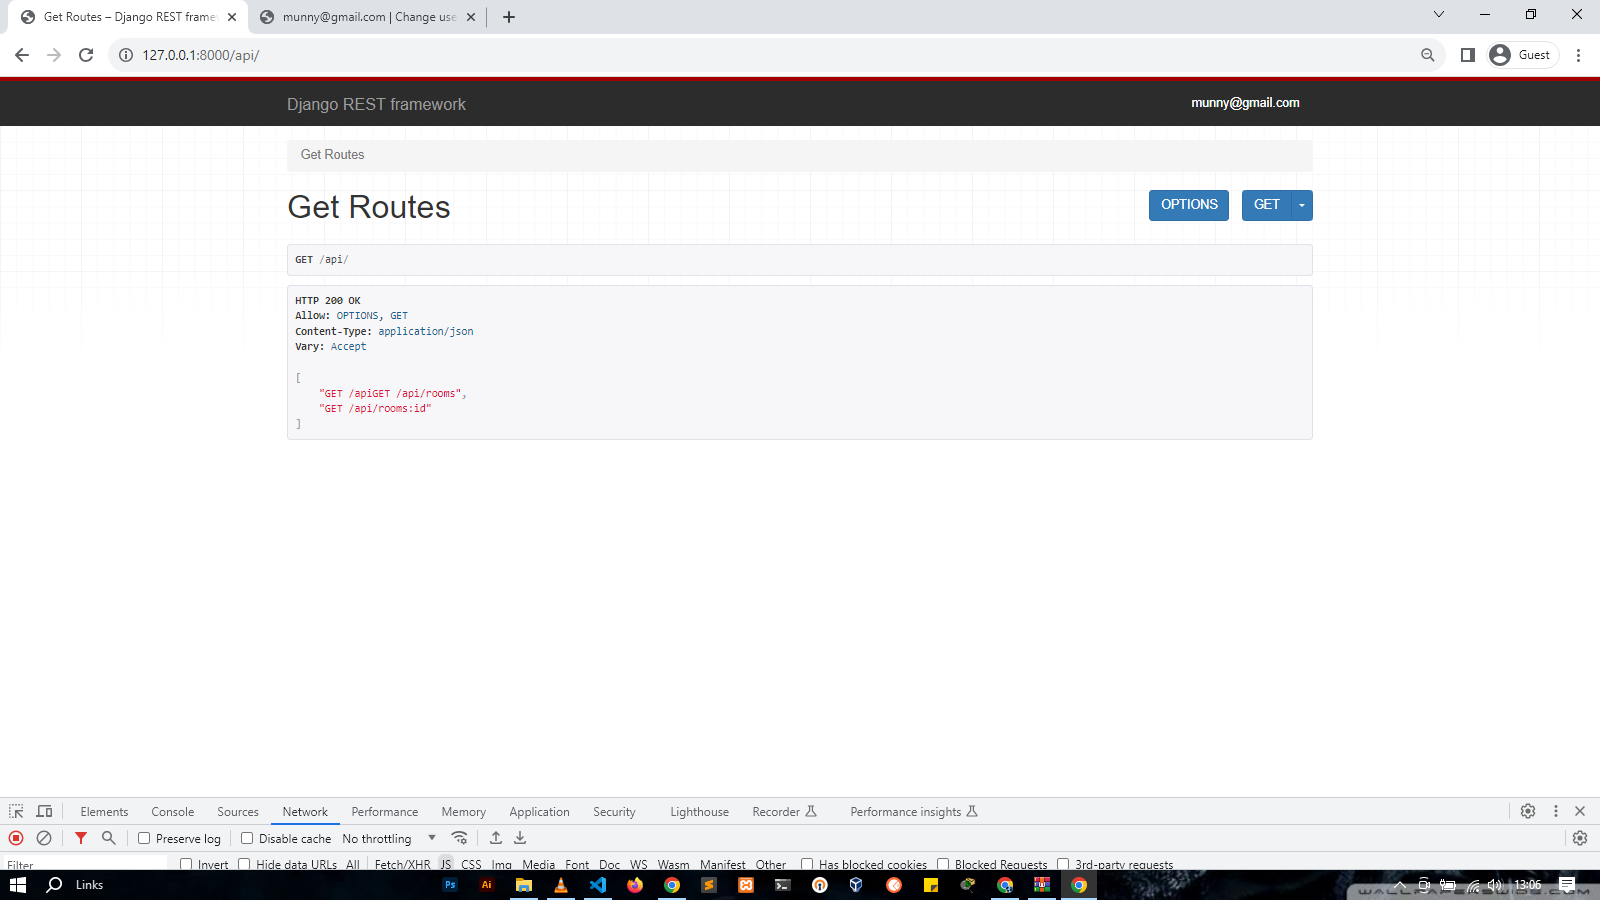 Get Routes – Django REST frame
munny@gmail.com | Change use
127.0.0.1:8000/api/
Guest
Django REST framework
munny@gmail.com
Get Routes
Get Routes
OPTIONS
GET
GET /api/
HTTP 200 OK
Allow: OPTIONS, GET
Content-Type: application/json
Vary: Accept
[
"GET /apiGET /api/rooms",
"GET /api/rooms:id"
]
Elements Console Sources Network Performance Memory Application Security Lighthouse Recorder Performance insights
Preserve log Disable cache No throttling
Filter Invert Hide data URLs All Fetch/XHR JS CSS Img Media Font Doc WS Wasm Manifest Other Has blocked cookies Blocked Requests 3rd-party requests
Links Ps Ai 13:06